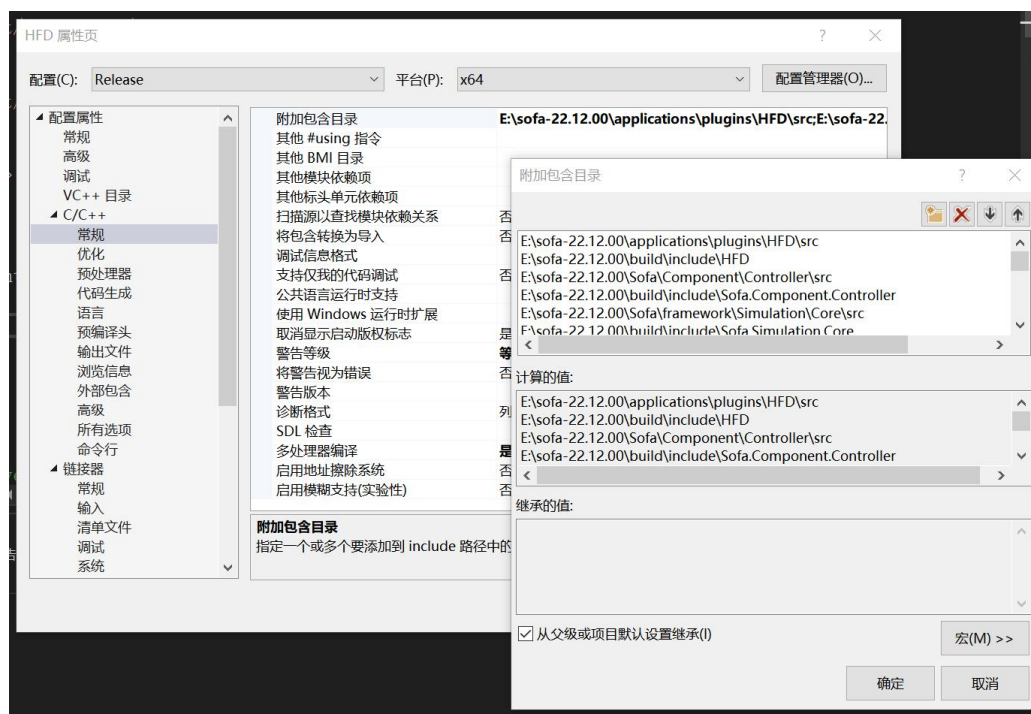 HFD 属性页
配置(C):
Release
平台(P):
x64
配置管理器(O)...
配置属性
常规
高级
调试
VC++ 目录
C/C++
常规
优化
预处理器
代码生成
语言
预编译头
输出文件
浏览信息
外部包含
高级
所有选项
命令行
链接器
常规
输入
清单文件
调试
系统
附加包含目录 E:\sofa-22.12.00\applications\plugins\HFD\src;E:\sofa-22.
其他 #using 指令
其他 BMI 目录
其他模块依赖项
其他标头单元依赖项
扫描源以查找模块依赖关系 否
将包含转换为导入 否
调试信息格式
支持仅我的代码调试 否
公共语言运行时支持
使用 Windows 运行时扩展
取消显示启动版权标志 是
警告等级 等
将警告视为错误 否
警告版本
诊断格式 列
SDL 检查
多处理器编译 是
启用地址擦除系统 否
启用模糊支持(实验性) 否
附加包含目录
指定一个或多个要添加到 include 路径中的
附加包含目录
E:\sofa-22.12.00\applications\plugins\HFD\src
E:\sofa-22.12.00\build\include\HFD
E:\sofa-22.12.00\Sofa\Component\Controller\src
E:\sofa-22.12.00\build\include\Sofa.Component.Controller
E:\sofa-22.12.00\Sofa\framework\Simulation\Core\src
E:\sofa-22.12.00\build\include\Sofa.Simulation.Core
计算的值:
E:\sofa-22.12.00\applications\plugins\HFD\src
E:\sofa-22.12.00\build\include\HFD
E:\sofa-22.12.00\Sofa\Component\Controller\src
E:\sofa-22.12.00\build\include\Sofa.Component.Controller
继承的值:
从父级或项目默认设置继承(I)
宏(M) >>
确定
取消